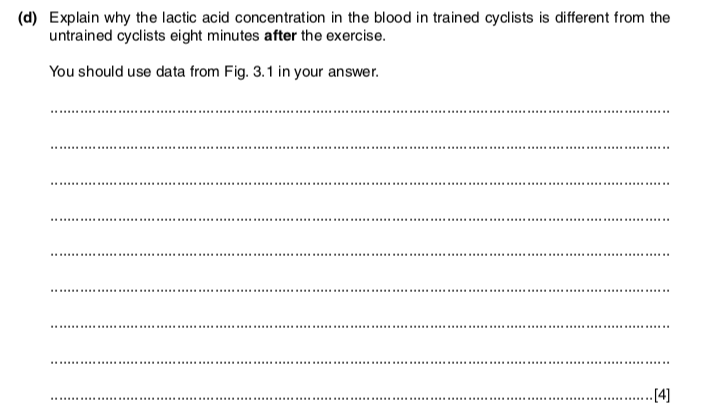 (d) Explain why the lactic acid concentration in the blood in trained cyclists is different from the
untrained cyclists eight minutes after the exercise.
You should use data from Fig. 3.1 in your answer.
[4]